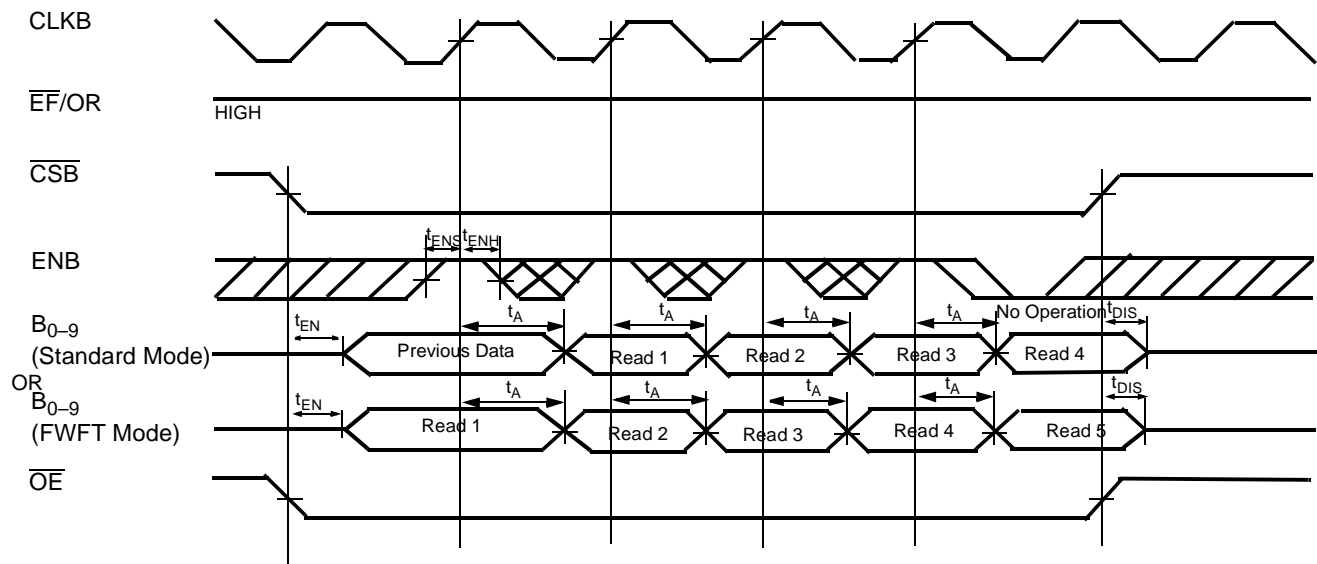 CLKB
EF/OR
HIGH
CSB
tENS tENH
ENB
No Operation
B0–9
(Standard Mode)
tEN tA tA tA tA tDIS
Previous Data Read 1 Read 2 Read 3 Read 4
OR
B0–9
(FWFT Mode)
tEN tA tA tA tA tDIS
Read 1 Read 2 Read 3 Read 4 Read 5
OE